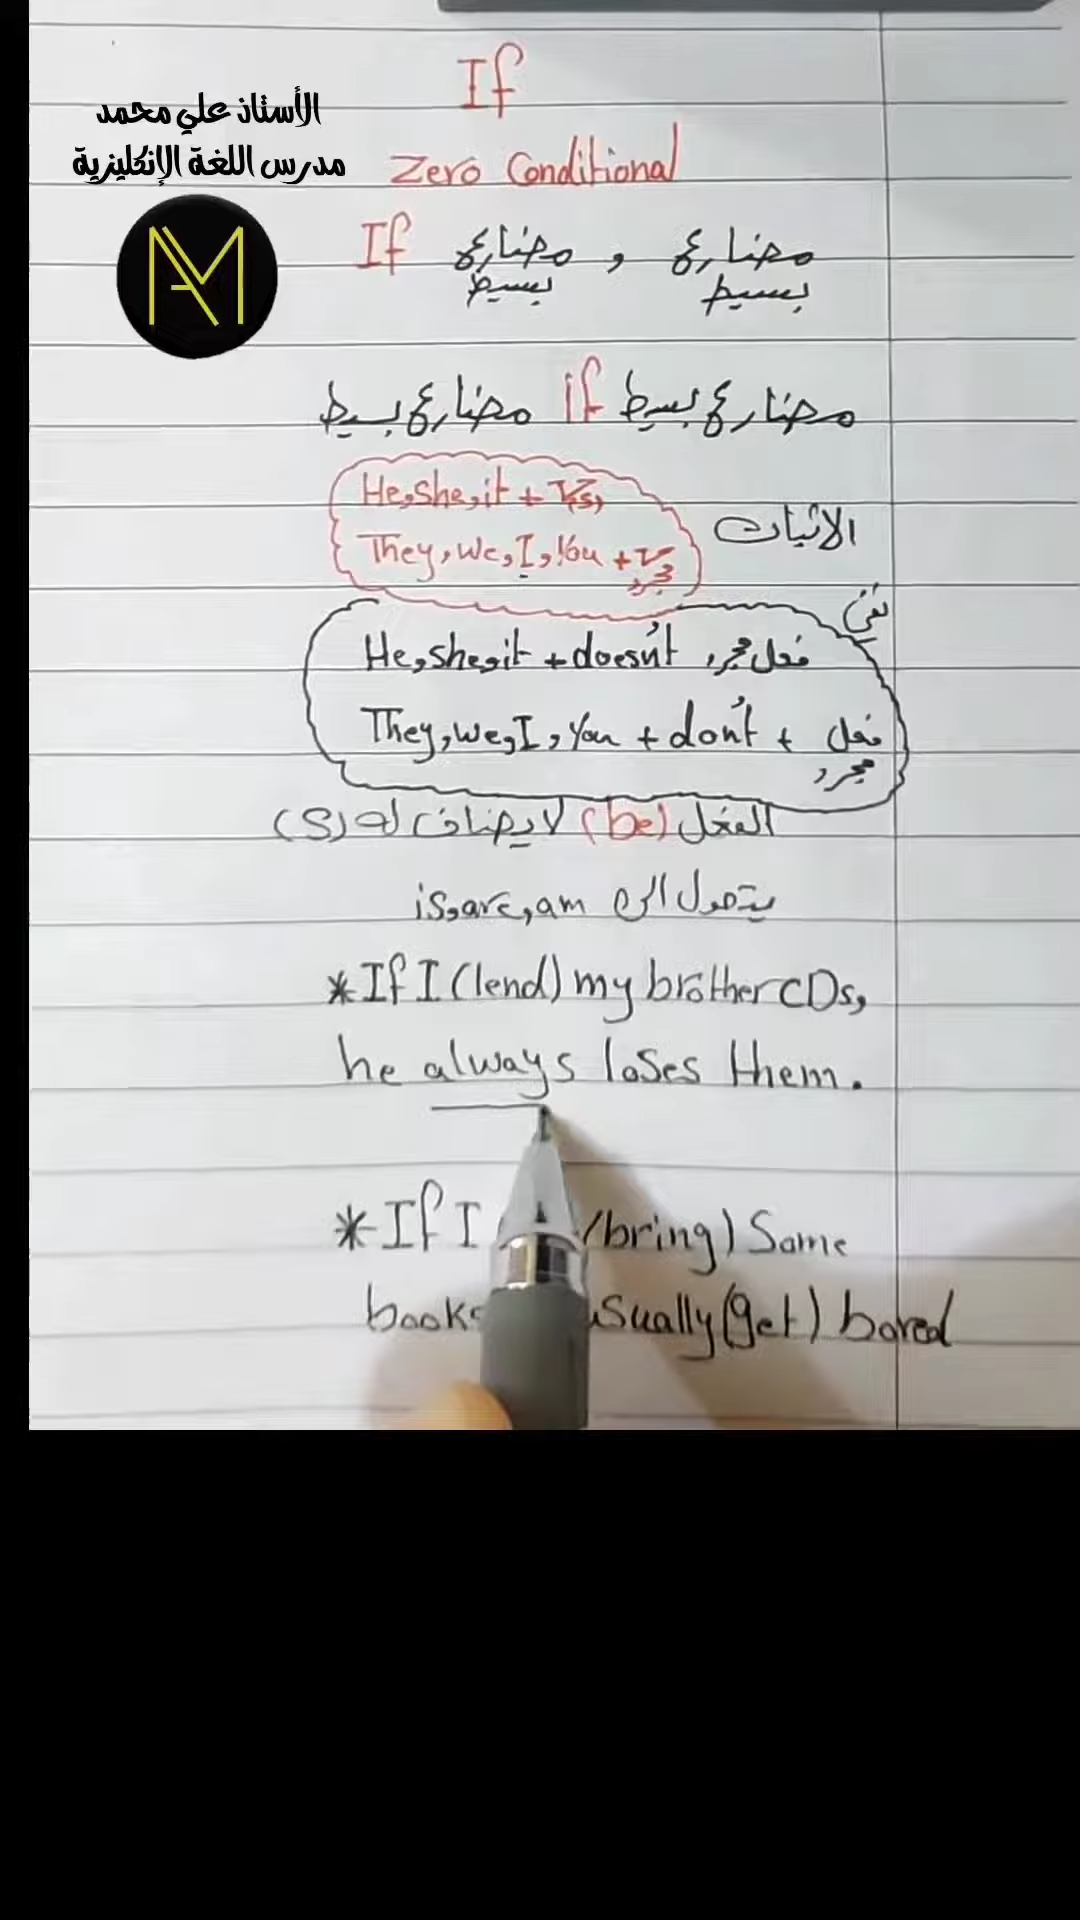 If
الأستاذ علي محمد
مدرس اللغة الإنكليزية
Zero Conditional
If مضارع بسيط , مضارع بسيط
مضارع بسيط if مضارع بسيط
He, she, it + Vs,
الاثبات
They, we, I, You + V مجرد
نفي
He, she, it + doesn't فعل مجرد
They, we, I, You + don't + فعل مجرد
الفعل (be) لا يضاف له (s)
يتحول الى is, are, am
*If I (lend) my brother CDs,
he always loses them.
*If I /bring) Some
books usually (get) bored